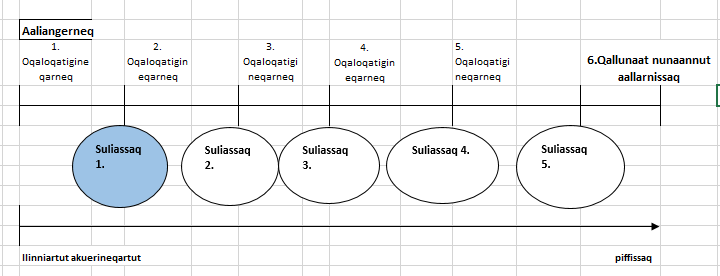 Aaliangerneq
1.
Oqaloqatigine
qarneq
2.
Oqaloqatigin
eqarneq
3.
Oqaloqatigi
neqarneq
4.
Oqaloqatigin
eqarneq
5.
Oqaloqatigi
neqarneq
6.Qallunaat nunaannut
aallarnissaq
Suliassaq
1.
Suliassaq
2.
Suliassaq
3.
Suliassaq 4.
Suliassaq
5.
Ilinniartut akuerineqartut
piffissaq